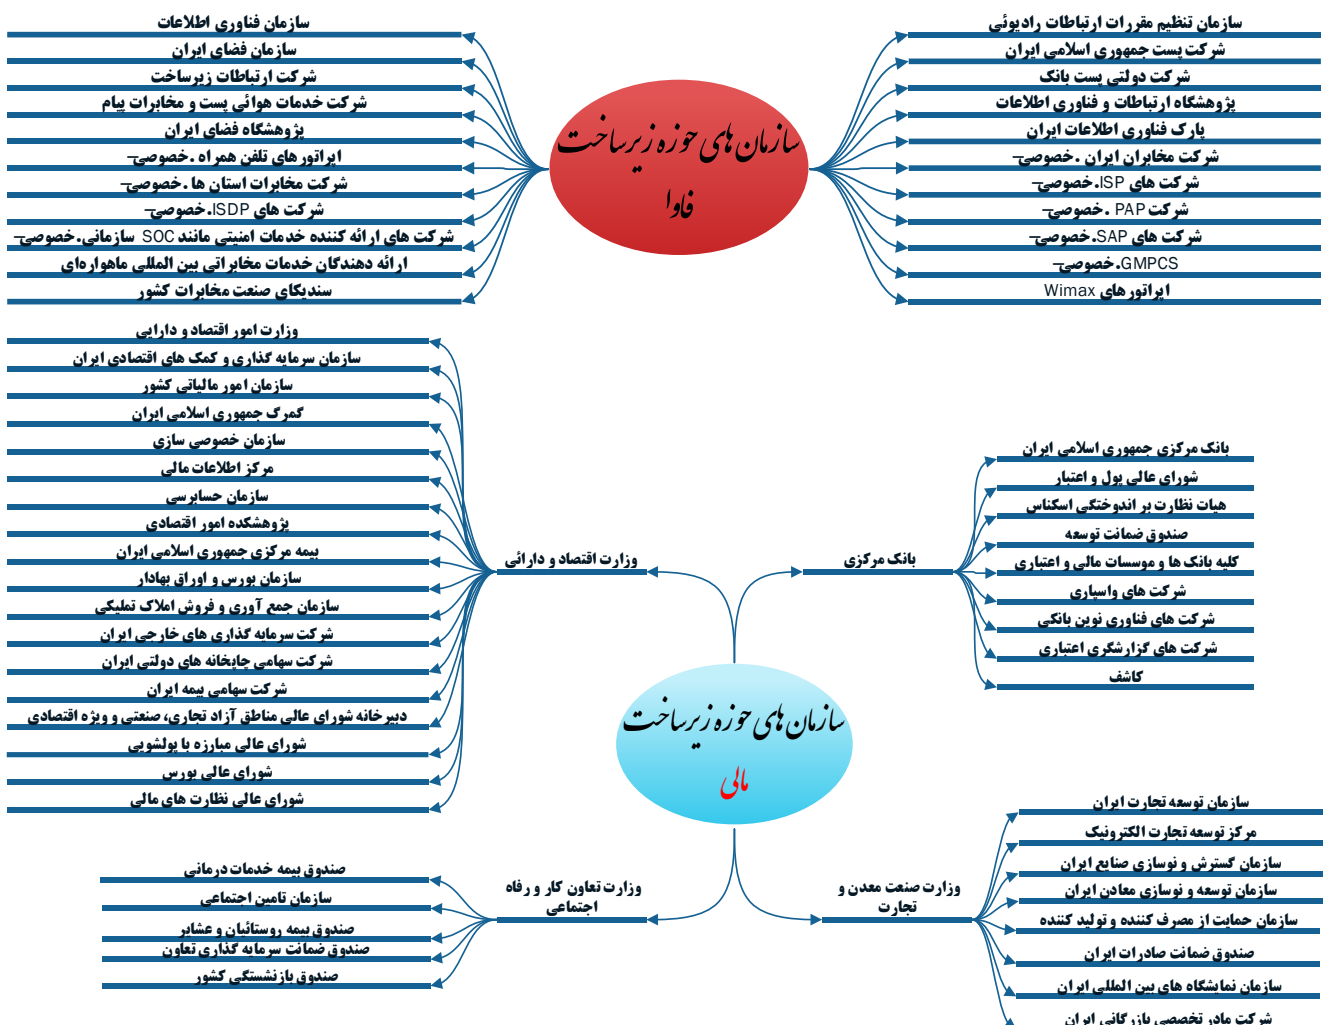 سازمان های حوزه زیرساخت
فاوا
سازمان تنظیم مقررات ارتباطات رادیوئی
شرکت پست جمهوری اسلامی ایران
شرکت دولتی پست بانک
پژوهشگاه ارتباطات و فناوری اطلاعات
پارک فناوری اطلاعات ایران
شرکت مخابران ایران .خصوصی–
شرکت های ISP.خصوصی–
شرکت PAP .خصوصی–
شرکت های SAP.خصوصی–
GMPCS.خصوصی–
اپراتورهای Wimax
سازمان فناوری اطلاعات
سازمان فضای ایران
شرکت ارتباطات زیرساخت
شرکت خدمات هوائی پست و مخابرات پیام
پژوهشگاه فضای ایران
اپراتورهای تلفن همراه .خصوصی–
شرکت مخابرات استان ها .خصوصی–
شرکت های ISDP.خصوصی–
شرکت های ارائه کننده خدمات امنیتی مانند SOC سازمانی.خصوصی–
ارائه دهندگان خدمات مخابراتی بین المللی ماهواره‌ای
سندیکای صنعت مخابرات کشور
سازمان های حوزه زیرساخت
مالی
بانک مرکزی
بانک مرکزی جمهوری اسلامی ایران
شورای عالی پول و اعتبار
هیات نظارت بر اندوختگی اسکناس
صندوق ضمانت توسعه
کلیه بانک ها و موسسات مالی و اعتباری
شرکت های واسپاری
شرکت های فناوری نوین بانکی
شرکت های گزارشگری اعتباری
کاشف
وزارت اقتصاد و دارائی
وزارت امور اقتصاد و دارایی
سازمان سرمایه گذاری و کمک های اقتصادی ایران
سازمان امور مالیاتی کشور
گمرگ جمهوری اسلامی ایران
سازمان خصوصی سازی
مرکز اطلاعات مالی
سازمان حسابرسی
پژوهشکده امور اقتصادی
بیمه مرکزی جمهوری اسلامی ایران
سازمان بورس و اوراق بهادار
سازمان جمع آوری و فروش املاک تملیکی
شرکت سرمایه گذاری های خارجی ایران
شرکت سهامی چاپخانه های دولتی ایران
شرکت سهامی بیمه ایران
دبیرخانه شورای عالی مناطق آزاد تجاری، صنعتی و ویژه اقتصادی
شورای عالی مبارزه با پولشویی
شورای عالی بورس
شورای عالی نظارت های مالی
وزارت صنعت معدن و
تجارت
سازمان توسعه تجارت ایران
مرکز توسعه تجارت الکترونیک
سازمان گسترش و نوسازی صنایع ایران
سازمان توسعه و نوسازی معادن ایران
سازمان حمایت از مصرف کننده و تولید کننده
صندوق ضمانت صادرات ایران
سازمان نمایشگاه های بین المللی ایران
شرکت مادر تخصصی بازرگانی ایران
وزارت تعاون کار و رفاه
اجتماعی
صندوق بیمه خدمات درمانی
سازمان تامین اجتماعی
صندوق بیمه روستائیان و عشایر
صندوق ضمانت سرمایه گذاری تعاون
صندوق بازنشستگی کشور